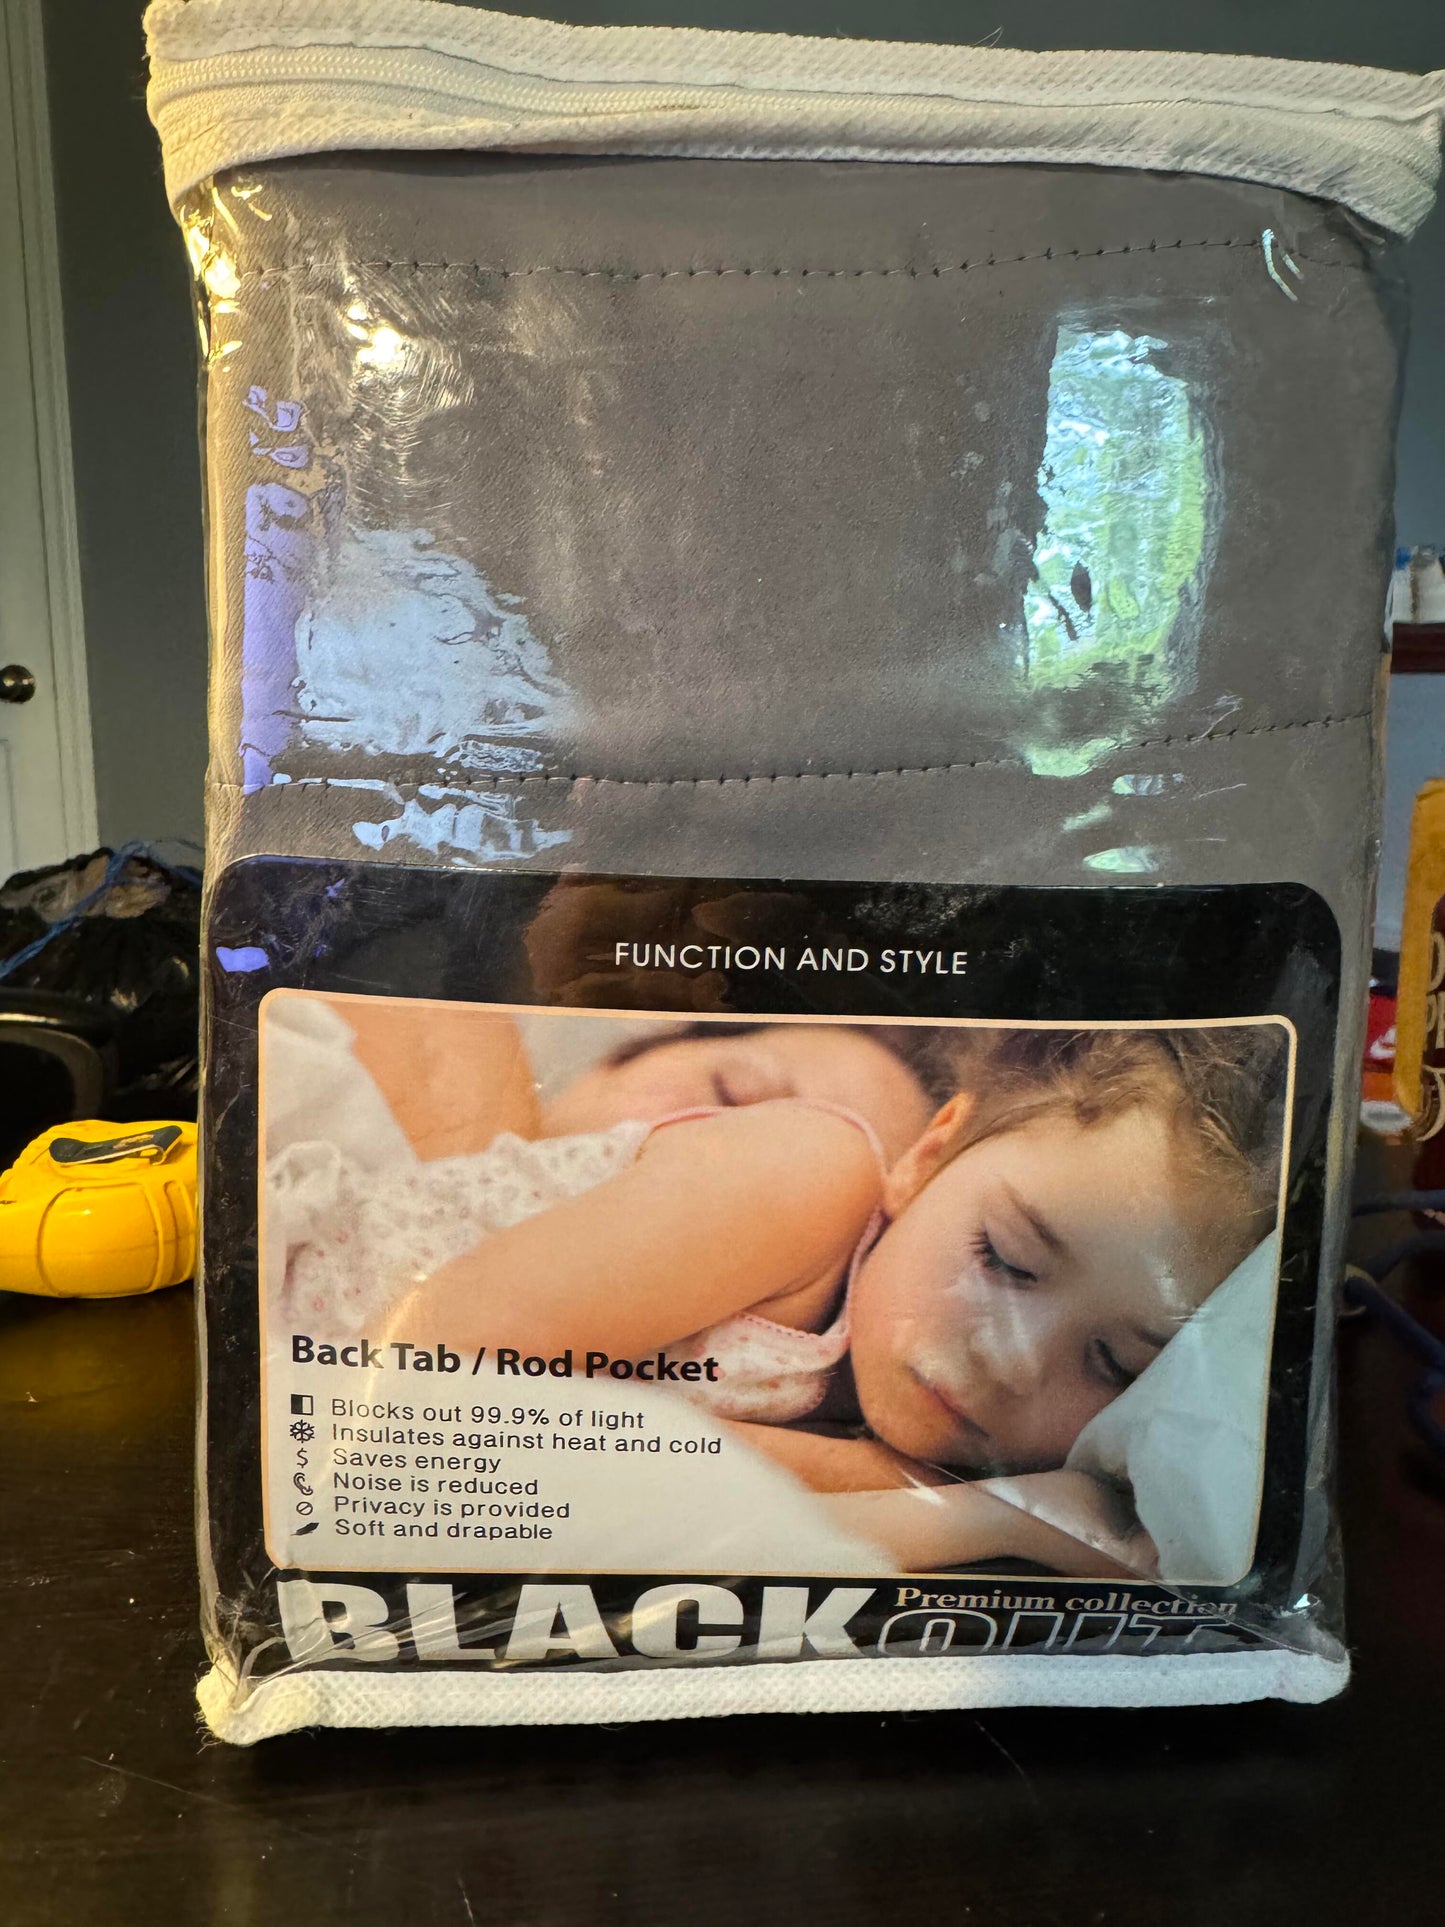 FUNCTION AND STYLE
Back Tab / Rod Pocket
Blocks out 99.9% of light
Insulates against heat and cold
$ Saves energy
Noise is reduced
Privacy is provided
Soft and drapable
BLACK
Premium collection
OUT